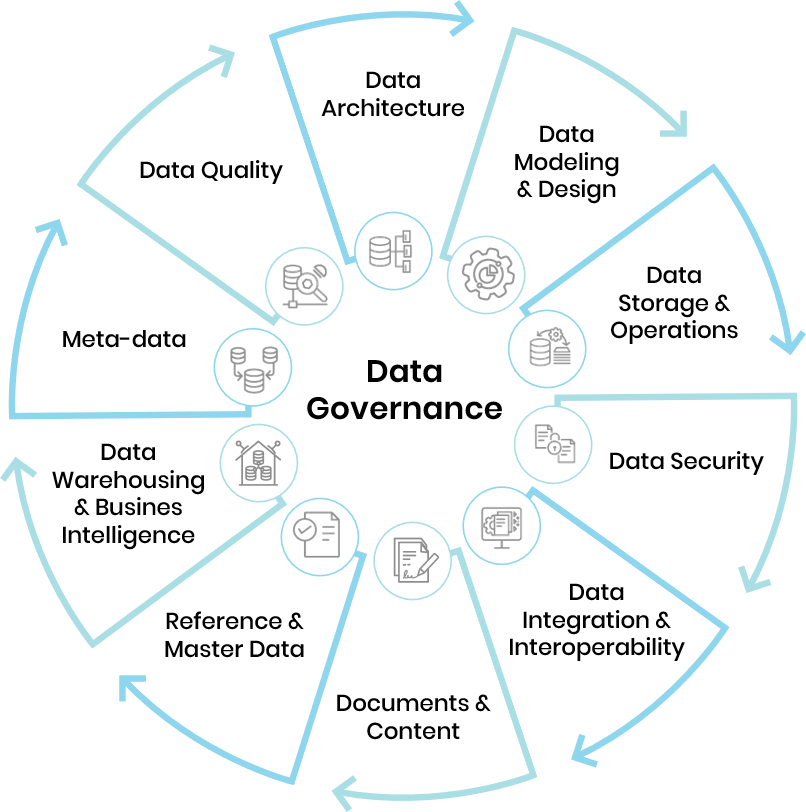 Data
Architecture
Data
Modeling
& Design
Data
Storage &
Operations
Data Security
Data
Integration &
Interoperability
Documents &
Content
Reference &
Master Data
Data
Warehousing
& Busines
Intelligence
Meta-data
Data Quality
Data
Governance